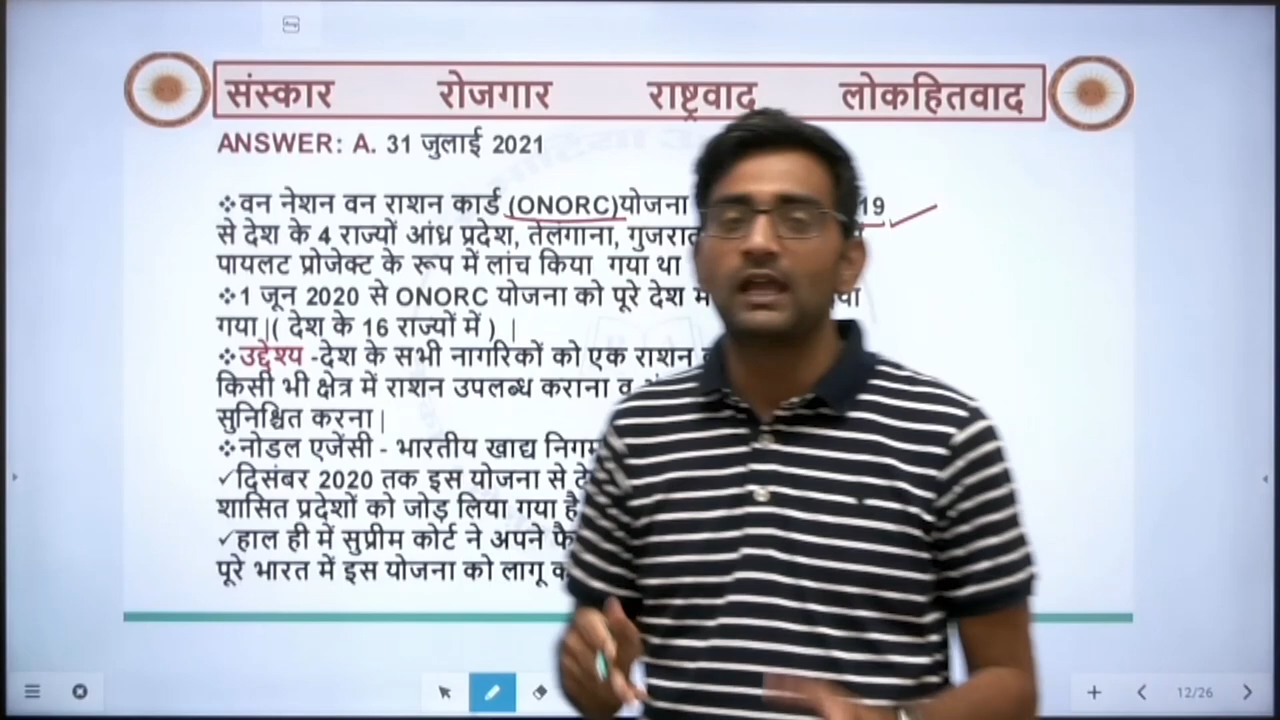 संस्कार रोजगार राष्ट्रवाद लोकहितवाद
ANSWER: A. 31 जुलाई 2021
❖वन नेशन वन राशन कार्ड (ONORC)योजना 19
से देश के 4 राज्यों आंध्र प्रदेश, तेलंगाना, गुजरात
पायलट प्रोजेक्ट के रूप में लांच किया गया था
❖1 जून 2020 से ONORC योजना को पूरे देश
गया |( देश के 16 राज्यों में ) |
❖उद्देश्य -देश के सभी नागरिकों को एक राशन
किसी भी क्षेत्र में राशन उपलब्ध कराना व
सुनिश्चित करना |
❖नोडल एजेंसी - भारतीय खाद्य निगम
✓दिसंबर 2020 तक इस योजना से
शासित प्रदेशों को जोड़ लिया गया है
✓हाल ही में सुप्रीम कोर्ट ने अपने
पूरे भारत में इस योजना को लागू
12/26